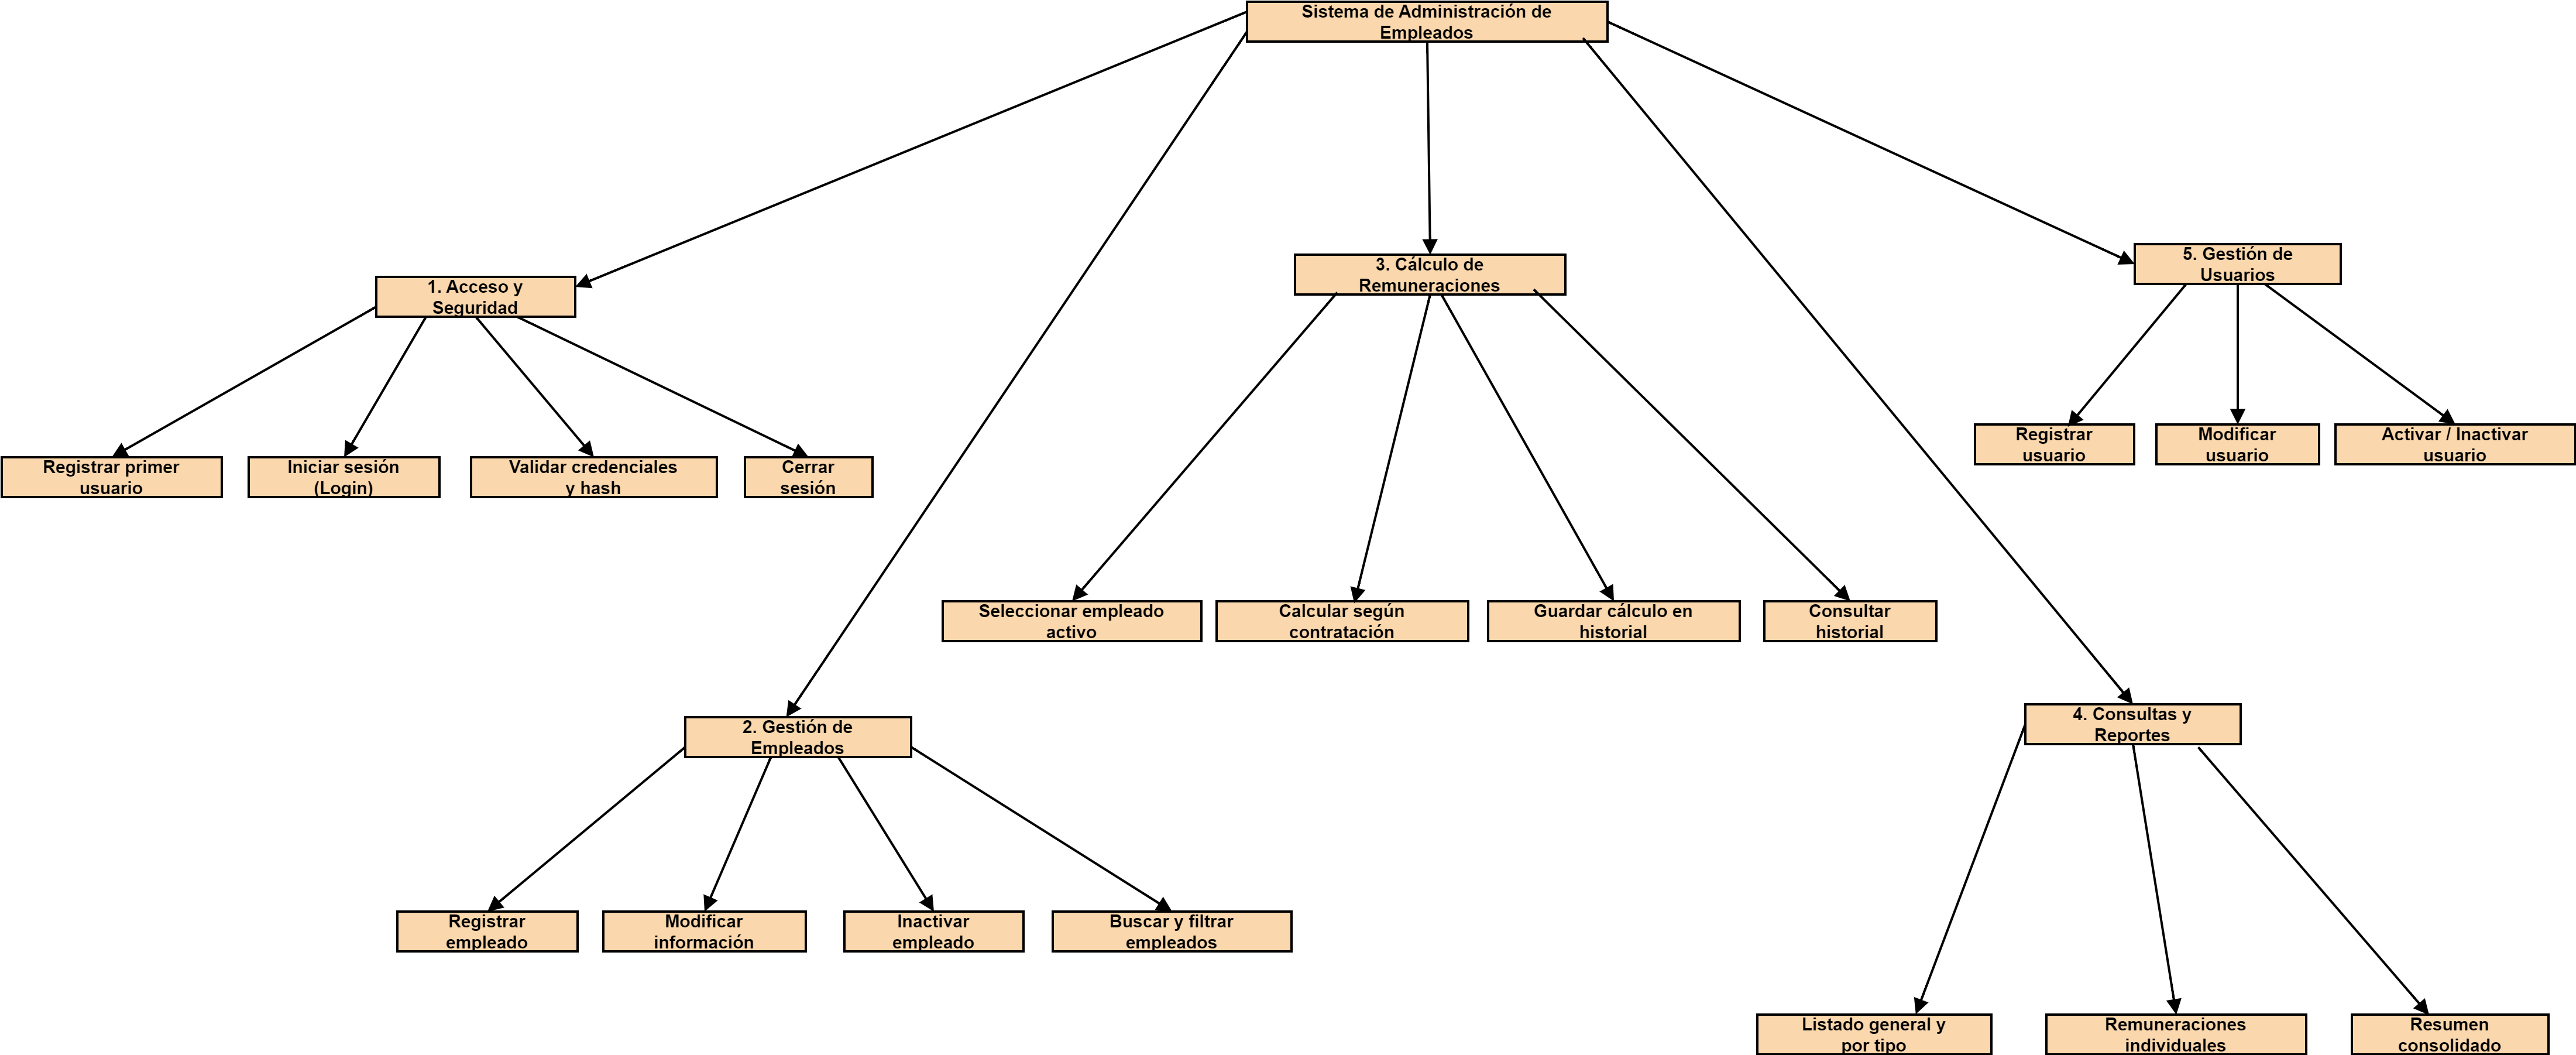 Sistema de Administración de
Empleados
1. Acceso y
Seguridad
3. Cálculo de
Remuneraciones
5. Gestión de
Usuarios
Registrar primer
usuario
Iniciar sesión
(Login)
Validar credenciales
y hash
Cerrar
sesión
Registrar
usuario
Modificar
usuario
Activar / Inactivar
usuario
Seleccionar empleado
activo
Calcular según
contratación
Guardar cálculo en
historial
Consultar
historial
2. Gestión de
Empleados
4. Consultas y
Reportes
Registrar
empleado
Modificar
información
Inactivar
empleado
Buscar y filtrar
empleados
Listado general y
por tipo
Remuneraciones
individuales
Resumen
consolidado